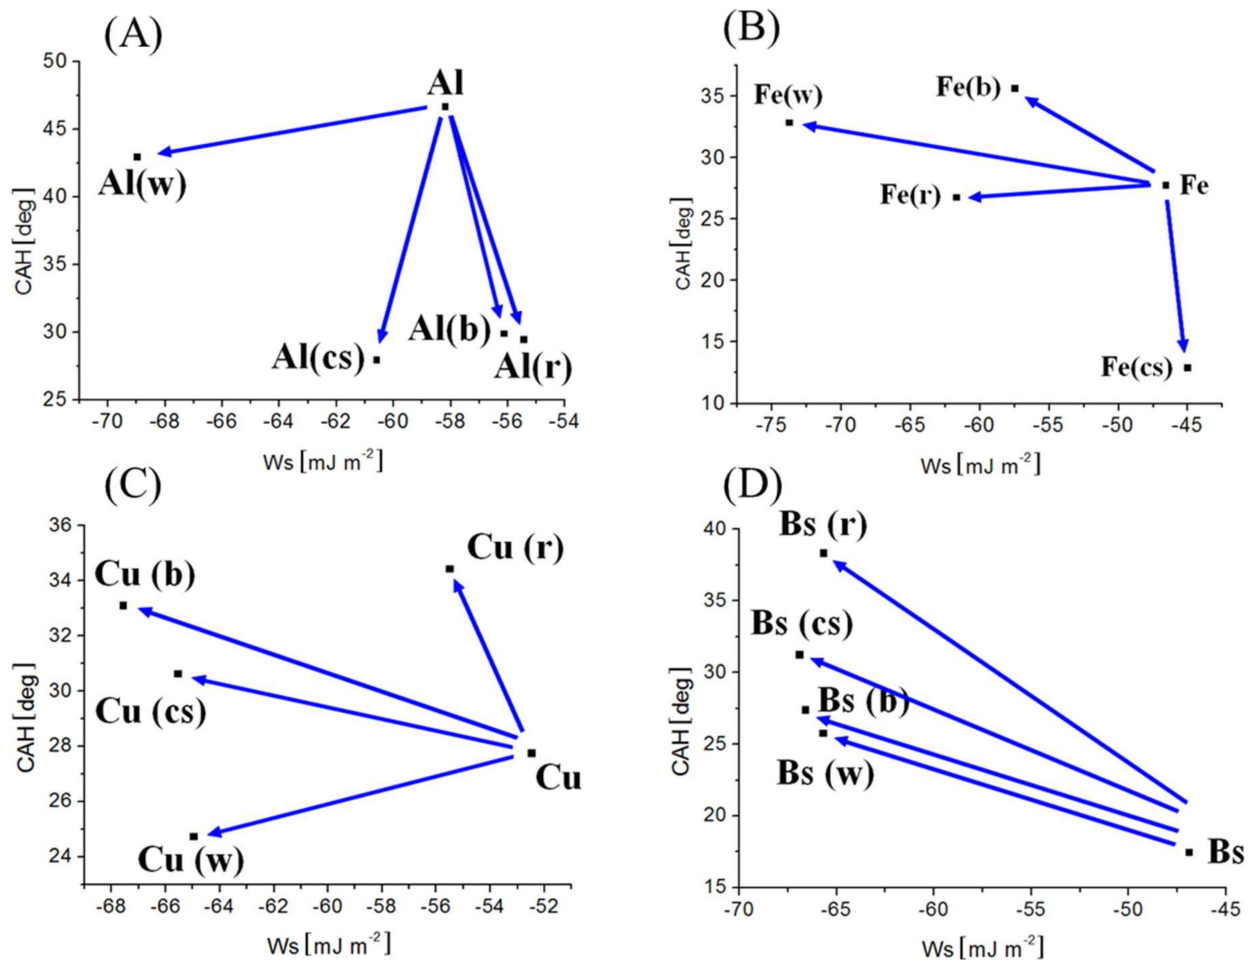 (A)
50
45
40
35
30
25
CAH [deg]
Al
Al(w)
Al(cs)
Al(b)
Al(r)
-70
-68
-66
-64
-62
-60
-58
-56
-54
Ws [mJ m⁻²]
(B)
35
30
25
20
15
10
CAH [deg]
Fe(w)
Fe(b)
Fe(r)
Fe
Fe(cs)
-75
-70
-65
-60
-55
-50
-45
Ws [mJ m⁻²]
(C)
36
34
32
30
28
26
24
CAH [deg]
Cu (r)
Cu (b)
Cu (cs)
Cu
Cu (w)
-68
-66
-64
-62
-60
-58
-56
-54
-52
Ws [mJ m⁻²]
(D)
40
35
30
25
20
15
CAH [deg]
Bs (r)
Bs (cs)
Bs (b)
Bs (w)
Bs
-70
-65
-60
-55
-50
-45
Ws [mJ m⁻²]